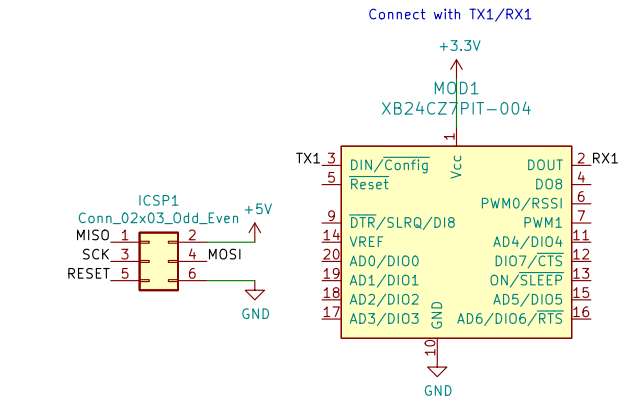 Connect with TX1/RX1
+3.3V
MOD1
XB24CZ7PIT-004
1
Vcc
TX1 3 DIN/Config DOUT 2 RX1
5 Reset DO8 4
PWM0/RSSI 6
9 DTR/SLRQ/DI8 PWM1 7
14 VREF AD4/DIO4 11
20 AD0/DIO0 DIO7/CTS 12
19 AD1/DIO1 ON/SLEEP 13
18 AD2/DIO2 AD5/DIO5 15
17 AD3/DIO3 AD6/DIO6/RTS 16
GND
10
GND
ICSP1
Conn_02x03_Odd_Even
+5V
MISO 1 2
SCK 3 4 MOSI
RESET 5 6
GND